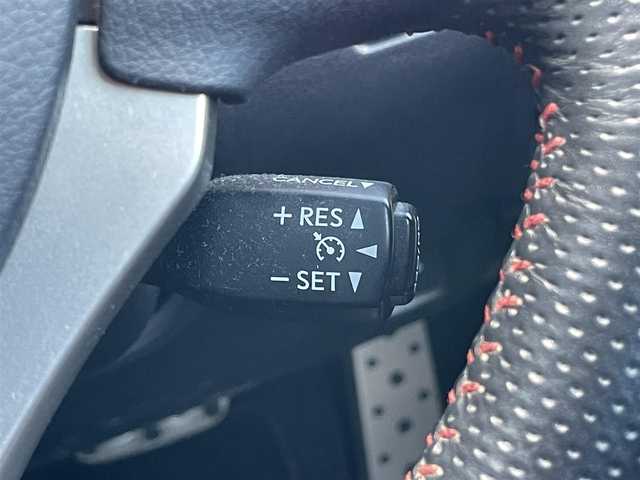 CANCEL▼
+ RES ▲
◀
− SET ▼